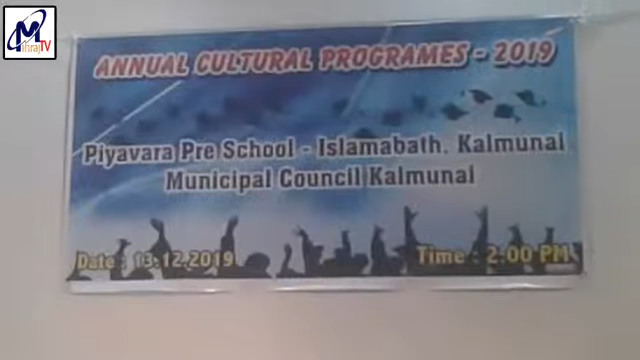 MihrajTV
ANNUAL CULTURAL PROGRAMES - 2019
Piyavara Pre School - Islamabath, Kalmunai
Municipal Council Kalmunai
Date : 13.12.2019
Time : 2:00 PM